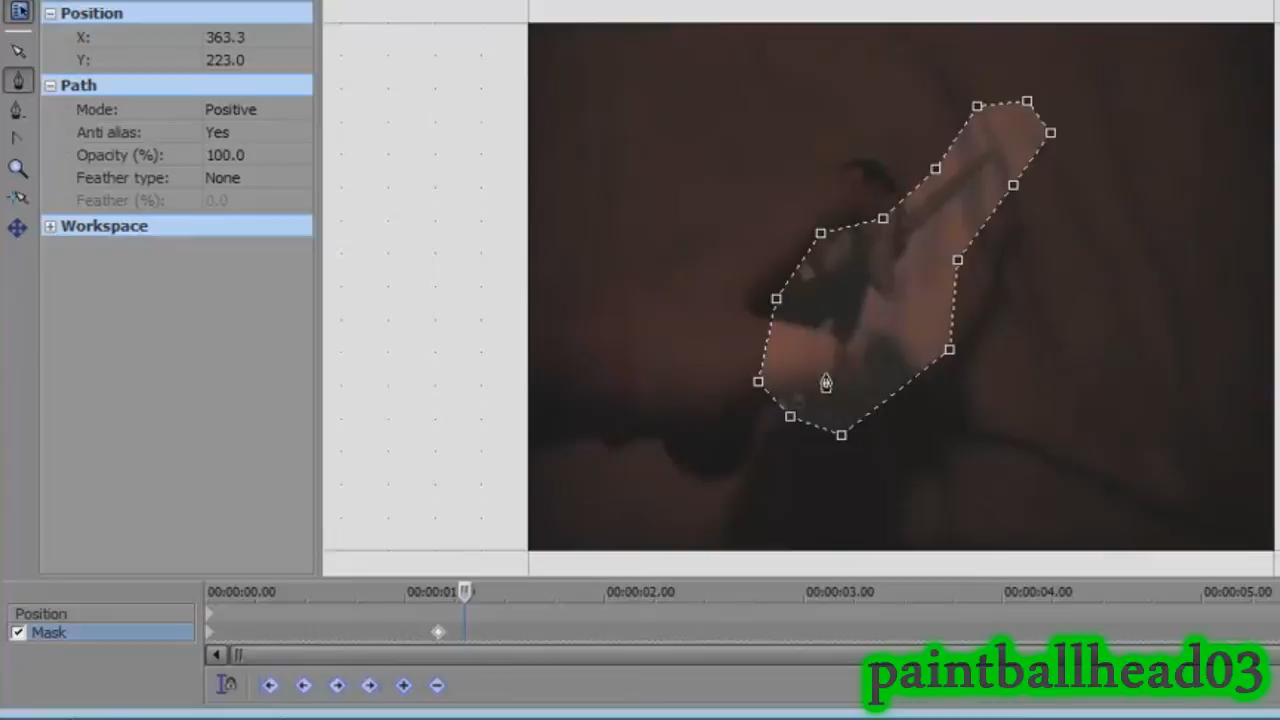 Position
X: 363.3
Y: 223.0
Path
Mode: Positive
Anti alias: Yes
Opacity (%): 100.0
Feather type: None
Feather (%): 0.0
Workspace
00:00:00.00 00:00:01 00:00:02.00 00:00:03.00 00:00:04.00 00:00:05.00
Position
Mask
paintballhead03